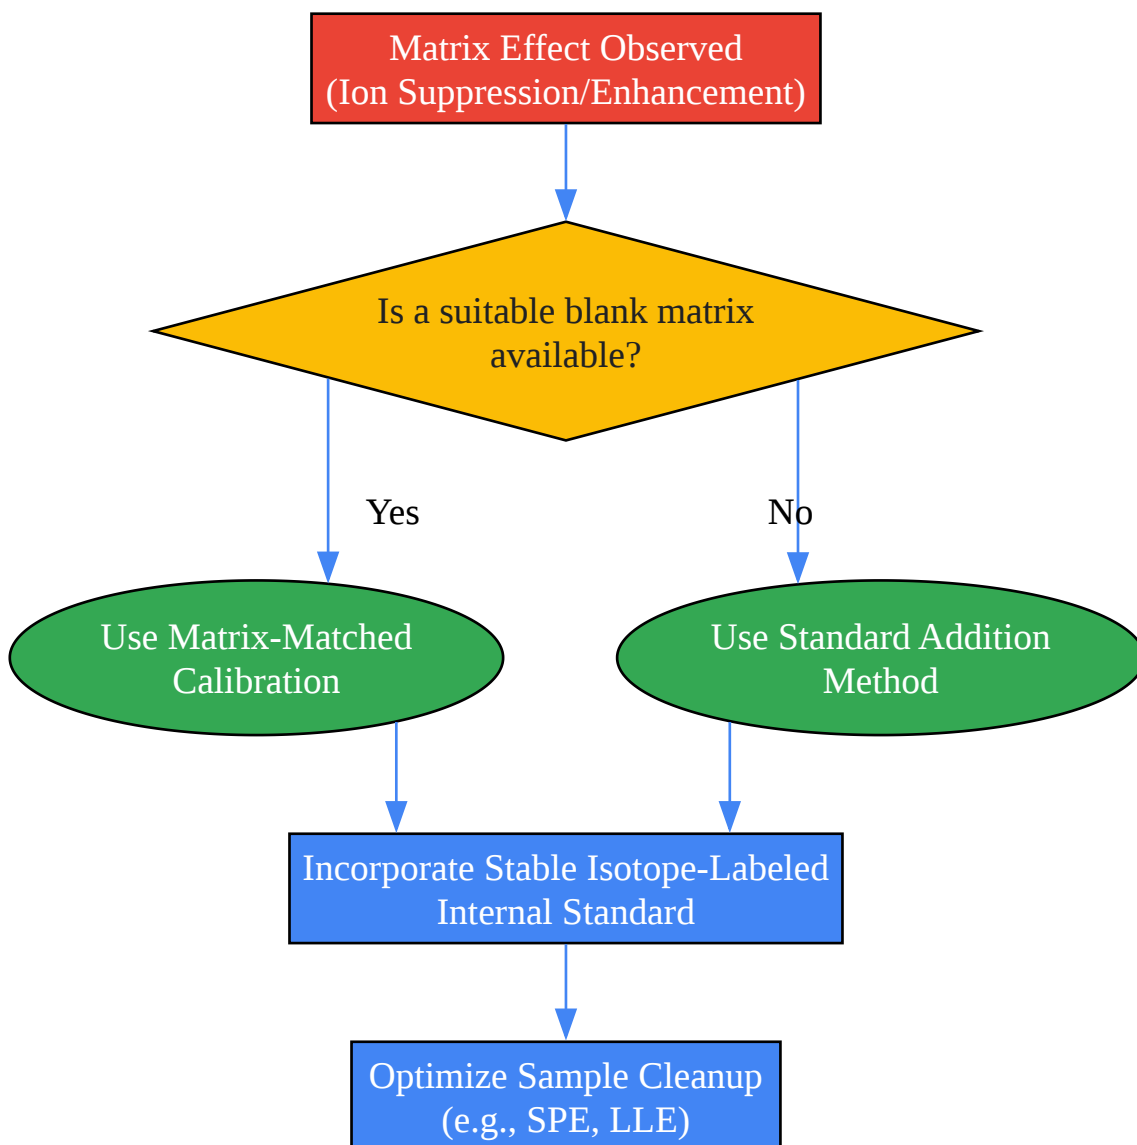 Matrix Effect Observed
(Ion Suppression/Enhancement)
Is a suitable blank matrix
available?
Yes
No
Use Matrix-Matched
Calibration
Use Standard Addition
Method
Incorporate Stable Isotope-Labeled
Internal Standard
Optimize Sample Cleanup
(e.g., SPE, LLE)